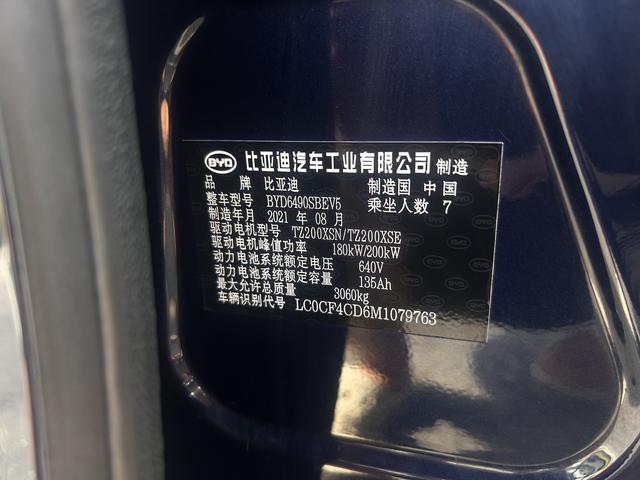 BYD 比亚迪汽车工业有限公司 制造
品 牌 比亚迪 制造国 中国
整车型号 BYD6490SBEV5 乘坐人数 7
制造年月 2021 年 08 月
驱动电机型号 TZ200XSN/TZ200XSE
驱动电机峰值功率 180kW/200kW
动力电池系统额定电压 640V
动力电池系统额定容量 135Ah
最大允许总质量 3060kg
车辆识别代号 LC0CF4CD6M1079763